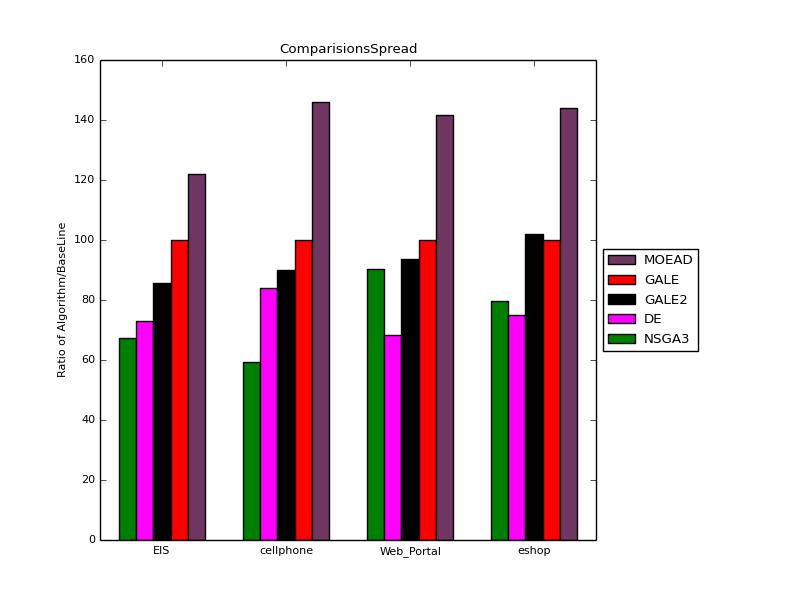 ComparisionsSpread
Ratio of Algorithm/BaseLine
160
140
120
100
80
60
40
20
0
EIS
cellphone
Web_Portal
eshop
MOEAD
GALE
GALE2
DE
NSGA3